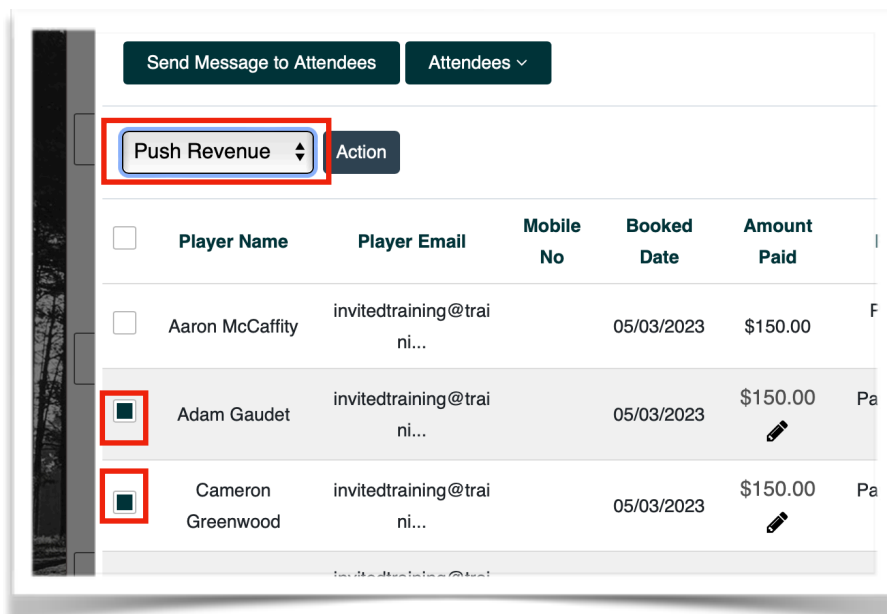 Send Message to Attendees
Attendees
Push Revenue
Action
Player Name
Player Email
Mobile No
Booked Date
Amount Paid
Aaron McCaffity
invitedtraining@trai
ni...
05/03/2023
$150.00
Adam Gaudet
invitedtraining@trai
ni...
05/03/2023
$150.00
Pa
Cameron
Greenwood
invitedtraining@trai
ni...
05/03/2023
$150.00
Pa